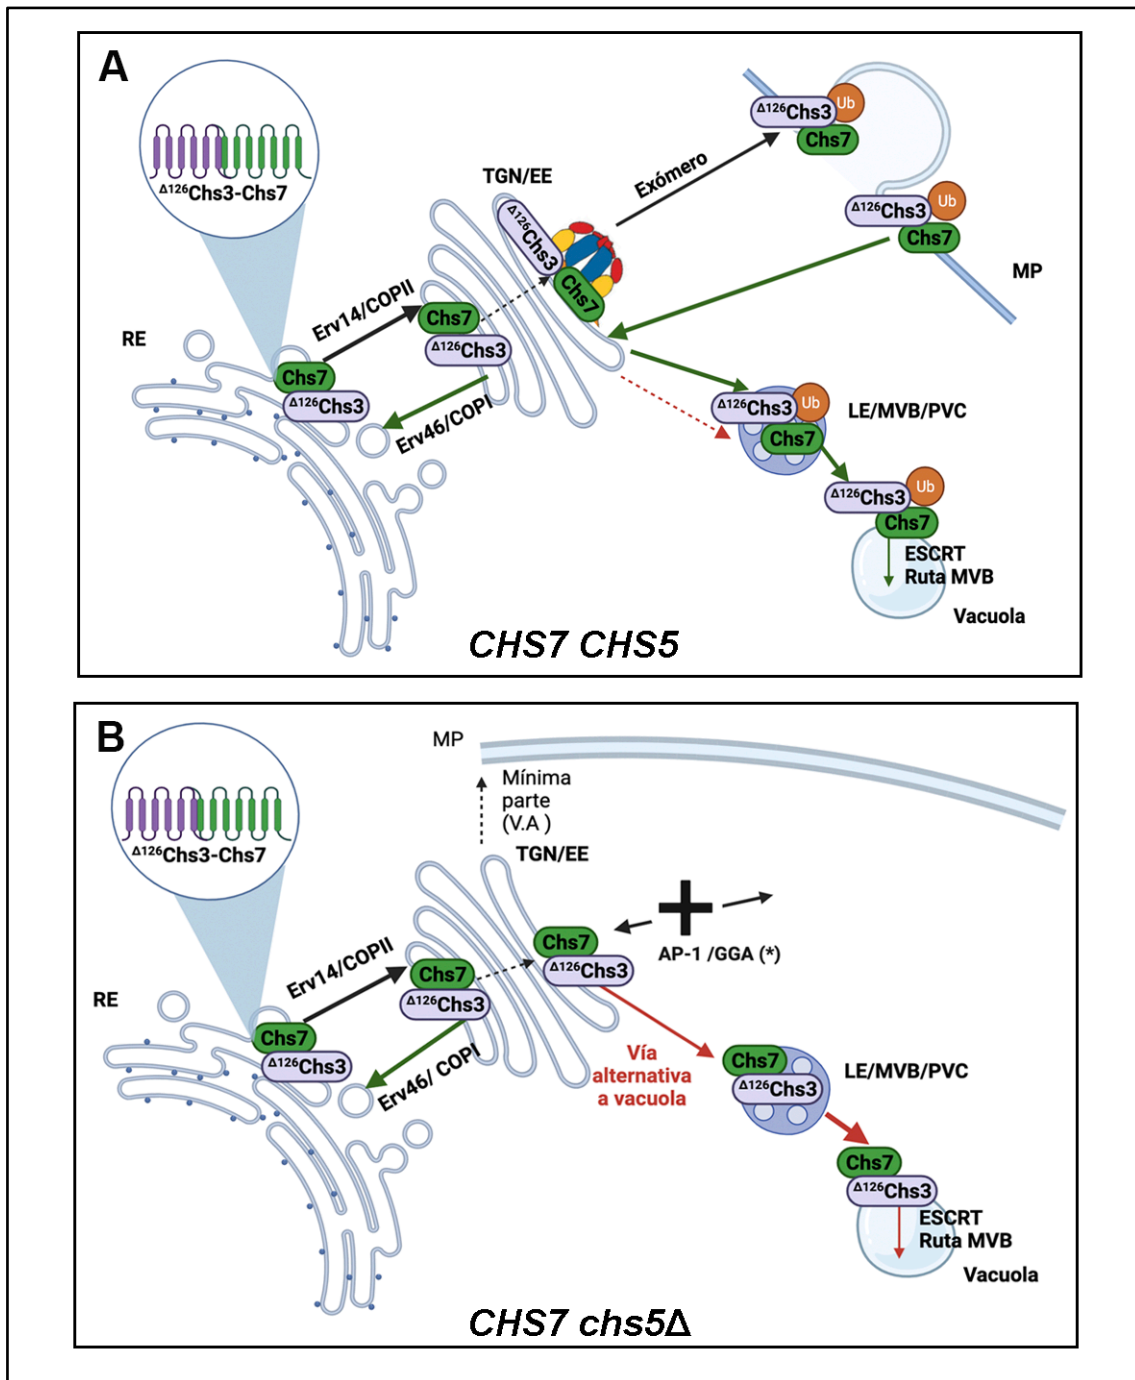 A
Δ126Chs3-Chs7
TGN/EE
Exómero
Δ126Chs3
Ub
Chs7
Δ126Chs3
Ub
Chs7
MP
Δ126Chs3
Chs7
Erv14/COPII
Chs7
Δ126Chs3
RE
Chs7
Δ126Chs3
Erv46/COPI
Δ126Chs3
Ub
Chs7
LE/MVB/PVC
Δ126Chs3
Ub
Chs7
ESCRT
Ruta MVB
Vacuola
CHS7 CHS5
B
Δ126Chs3-Chs7
MP
Mínima
parte
(V.A )
TGN/EE
AP-1 /GGA (*)
Chs7
Δ126Chs3
Erv14/COPII
Chs7
Δ126Chs3
RE
Chs7
Δ126Chs3
Erv46/ COPI
Vía
alternativa
a vacuola
Chs7
Δ126Chs3
LE/MVB/PVC
Chs7
Δ126Chs3
ESCRT
Ruta MVB
Vacuola
CHS7 chs5Δ